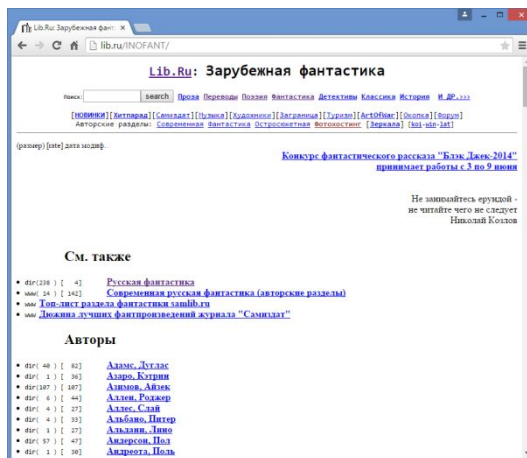 Lib.Ru: Зарубежная фант: ×
lib.ru/INOFANT/
Lib.Ru: Зарубежная фантастика
Поиск: search Проза Переводы Поэзия Фантастика Детективы Классика История И ДР.>>>
[НОВИНКИ][Хитпарад][Самиздат][Музыка][Художники][Заграница][Туризм][ArtOfWar][Окопка][Форум]
Авторские разделы: Современная Фантастика Остросюжетная Фотохостинг [Зеркала] [koi-win-lat]
(размер) [rate] дата модиф.
Конкурс фантастического рассказа "Блэк Джек-2014"
принимает работы с 3 по 9 июня
Не занимайтесь ерундой -
не читайте чего не следует
Николай Козлов
См. также
dir(238 ) [ 4] Русская фантастика
www( 14 ) [ 142] Современная русская фантастика (авторские разделы)
www Топ-лист раздела фантастики samlib.ru
www Дюжина лучших фантпроизведений журнала "Самиздат"
Авторы
dir( 40 ) [ 82] Адамс, Дуглас
dir( 1 ) [ 36] Азаро, Кэтрин
dir(107 ) [ 107] Азимов, Айзек
dir( 6 ) [ 44] Аллен, Роджер
dir( 4 ) [ 27] Аллес, Слай
dir( 4 ) [ 33] Альбано, Питер
dir( 1 ) [ 27] Альдани, Лино
dir( 57 ) [ 47] Андерсон, Пол
dir( 1 ) [ 30] Андреота, Поль